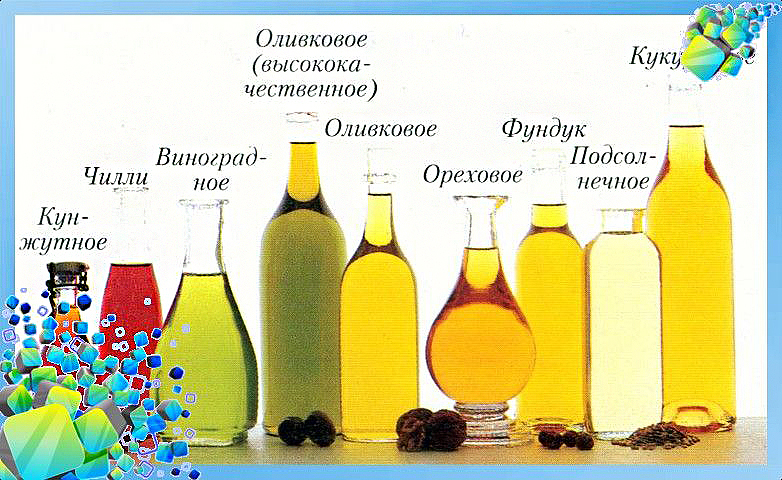 Кун-
жутное
Чилли
Виноград-
ное
Оливковое
(высокока-
чественное)
Оливковое
Ореховое
Фундук
Подсол-
нечное